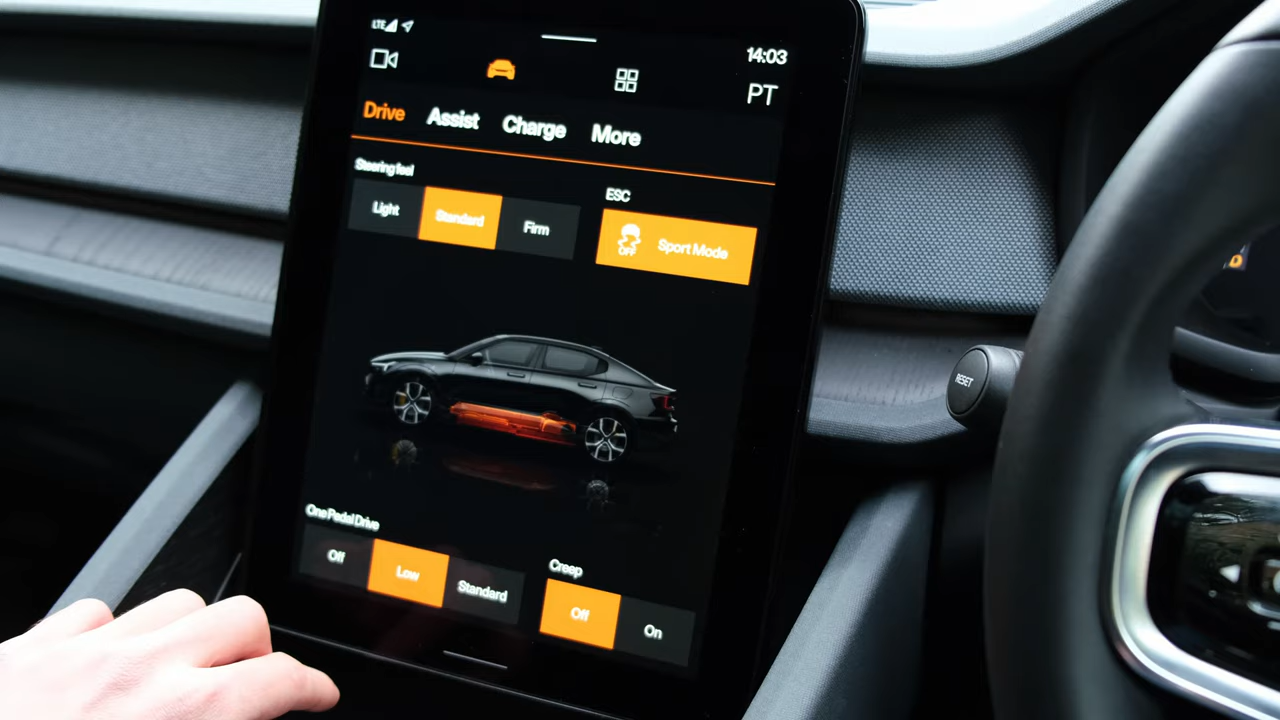 LTE
14:03
PT
Drive Assist Charge More
Steering feel
ESC
Light Standard Firm
OFF Sport Mode
RESET
One Pedal Drive
Creep
Off Low Standard
Off On